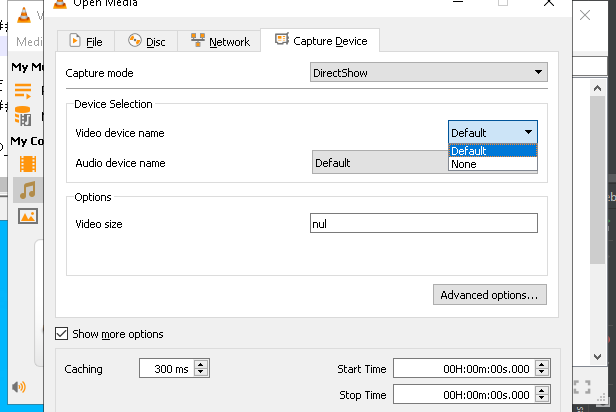 Open Media
Medi
File
Disc
Network
Capture Device
My M
Capture mode
DirectShow
Device Selection
My Co
Video device name
Default
Default
None
Audio device name
Default
Options
Video size
nul
Advanced options...
Show more options
Caching
300 ms
Start Time
00H:00m:00s.000
Stop Time
00H:00m:00s.000